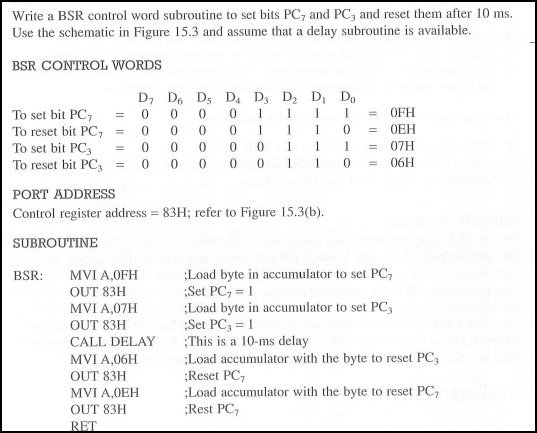 Write a BSR control word subroutine to set bits PC7 and PC3 and reset them after 10 ms.
Use the schematic in Figure 15.3 and assume that a delay subroutine is available.
BSR CONTROL WORDS
D7 D6 D5 D4 D3 D2 D1 D0
To set bit PC7 = 0 0 0 0 1 1 1 1 = 0FH
To reset bit PC7 = 0 0 0 0 1 1 1 0 = 0EH
To set bit PC3 = 0 0 0 0 0 1 1 1 = 07H
To reset bit PC3 = 0 0 0 0 0 1 1 0 = 06H
PORT ADDRESS
Control register address = 83H; refer to Figure 15.3(b).
SUBROUTINE
BSR: MVI A,0FH ;Load byte in accumulator to set PC7
OUT 83H ;Set PC7 = 1
MVI A,07H ;Load byte in accumulator to set PC3
OUT 83H ;Set PC3 = 1
CALL DELAY ;This is a 10-ms delay
MVI A,06H ;Load accumulator with the byte to reset PC3
OUT 83H ;Reset PC7
MVI A,0EH ;Load accumulator with the byte to reset PC7
OUT 83H ;Rest PC7
RET